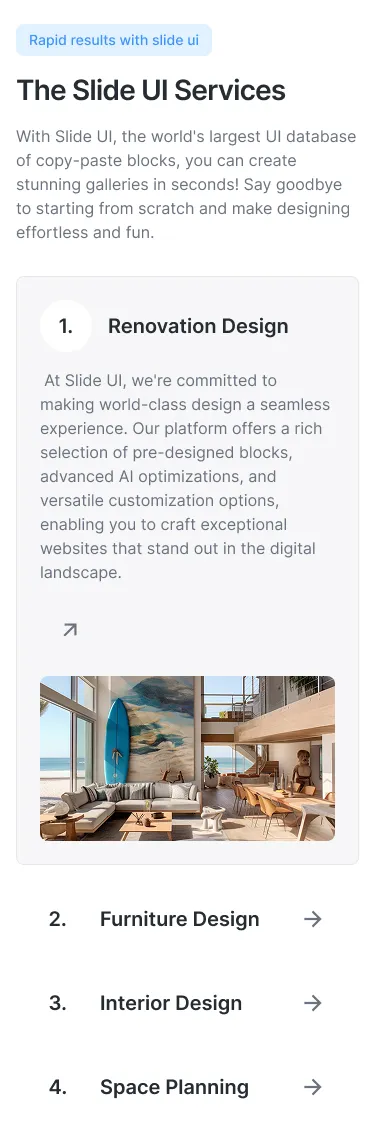 Rapid results with slide ui
The Slide UI Services
With Slide UI, the world's largest UI database
of copy-paste blocks, you can create
stunning galleries in seconds! Say goodbye
to starting from scratch and make designing
effortless and fun.
1. Renovation Design
At Slide UI, we're committed to
making world-class design a seamless
experience. Our platform offers a rich
selection of pre-designed blocks,
advanced AI optimizations, and
versatile customization options,
enabling you to craft exceptional
websites that stand out in the digital
landscape.
2. Furniture Design
3. Interior Design
4. Space Planning